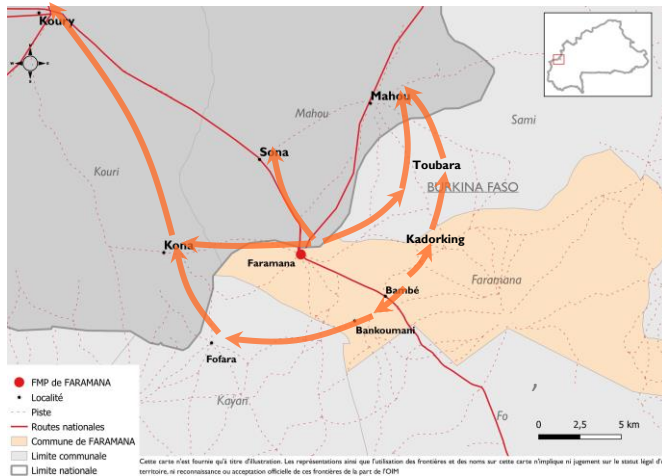 Koury
Mahou
Mahou
Sami
Sona
Kouri
Toubara
BURKINA FASO
Kadorking
Kona
Faramana
Faramana
Bambé
Bankoumani
Fofara
Kayan
Fo
,
FMP de FARAMANA
Localité
Piste
Routes nationales
Commune de FARAMANA
Limite communale
Limite nationale
0 2,5 5 km
Cette carte n'est fournie qu'à titre d'illustration. Les représentations ainsi que l'utilisation des frontières et des noms sur cette carte n'implique ni jugement sur le statut légal d'
territoire, ni reconnaissance ou acceptation officielle de ces frontières de la part de l'OIM